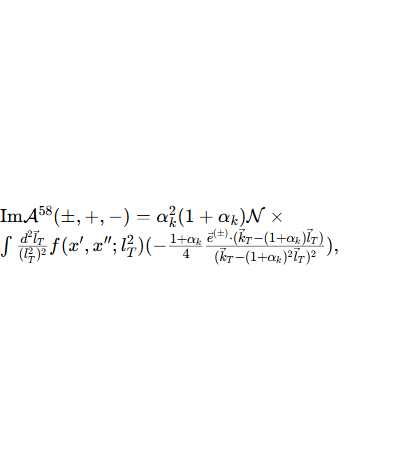 Im𝒜^{58}(±, +, −) = α_k^2(1 + α_k)𝒩 ×
∫ \frac{d^2\vec{l}_T}{(l_T^2)^2} f(x′, x″; l_T^2)(−\frac{1+α_k}{4} \frac{\vec{e}^{(±)}·(\vec{k}_T−(1+α_k)\vec{l}_T)}{(\vec{k}_T−(1+α_k)^2\vec{l}_T)^2}),